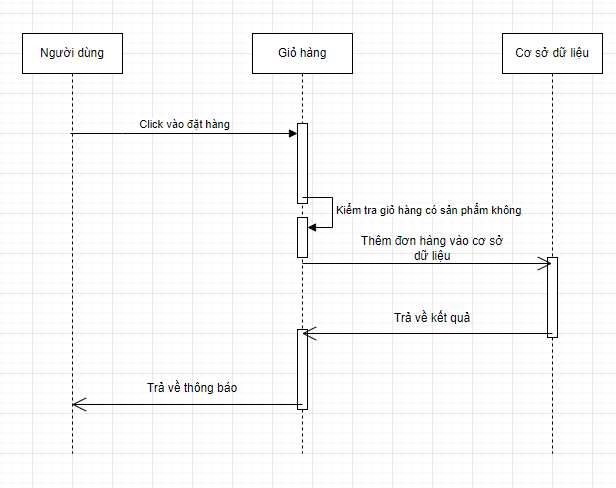 Người dùng
Giỏ hàng
Cơ sở dữ liệu
Click vào đặt hàng
Kiểm tra giỏ hàng có sản phẩm không
Thêm đơn hàng vào cơ sở
dữ liệu
Trả về kết quả
Trả về thông báo